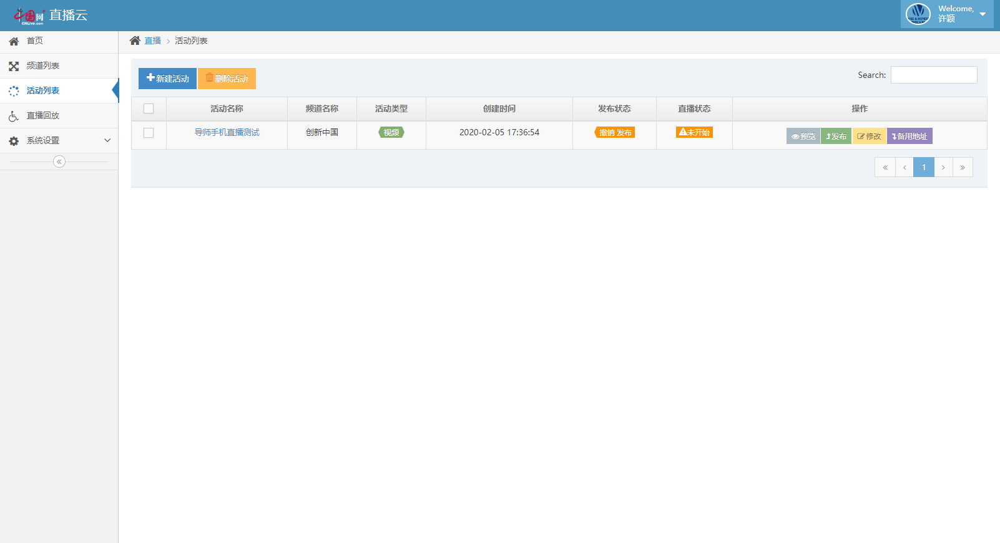 中国网 直播云
CNLive.com
Welcome,
许颖
首页
频道列表
活动列表
直播回放
系统设置
直播 > 活动列表
新建活动 删除活动
Search:
活动名称 频道名称 活动类型 创建时间 发布状态 直播状态 操作
导师手机直播测试 创新中国 视频 2020-02-05 17:36:54 撤销 发布 未开始 预览 发布 修改 备用地址
« ‹ 1 › »